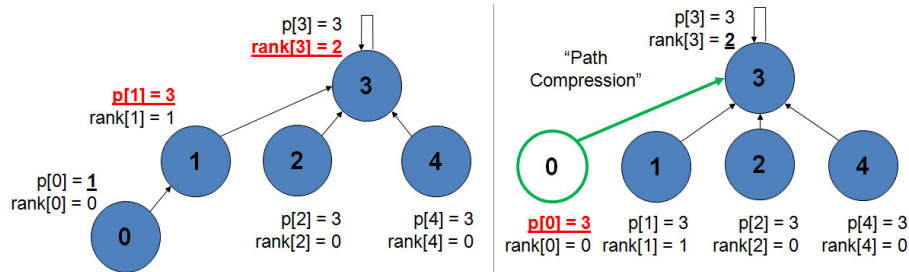 p[3] = 3
rank[3] = 2
3
p[1] = 3
rank[1] = 1
1
2
4
p[0] = 1
rank[0] = 0
0
p[2] = 3
rank[2] = 0
p[4] = 3
rank[4] = 0
p[3] = 3
rank[3] = 2
"Path
Compression"
3
0
1
2
4
p[0] = 3
rank[0] = 0
p[1] = 3
rank[1] = 1
p[2] = 3
rank[2] = 0
p[4] = 3
rank[4] = 0